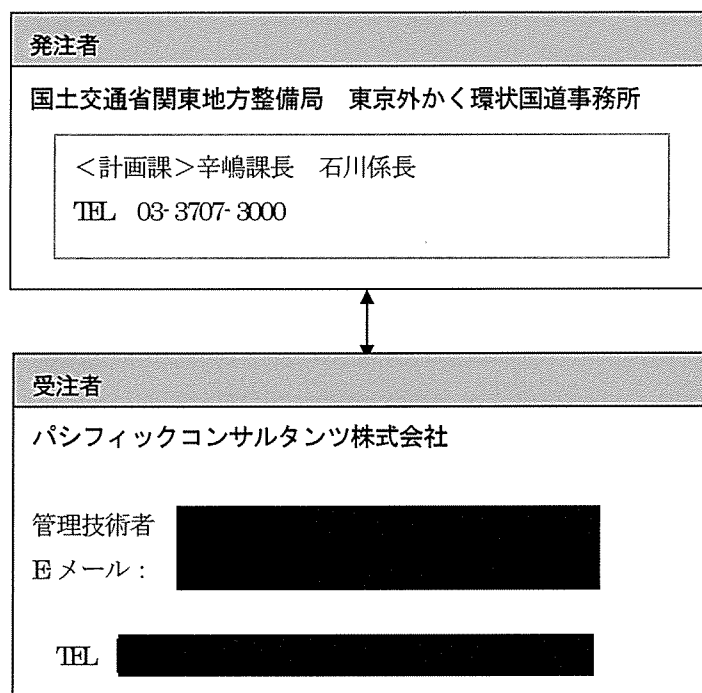 発注者
国土交通省関東地方整備局　東京外かく環状国道事務所
＜計画課＞辛嶋課長　石川係長
TEL　03-3707-3000
受注者
パシフィックコンサルタンツ株式会社
管理技術者
Eメール：
TEL